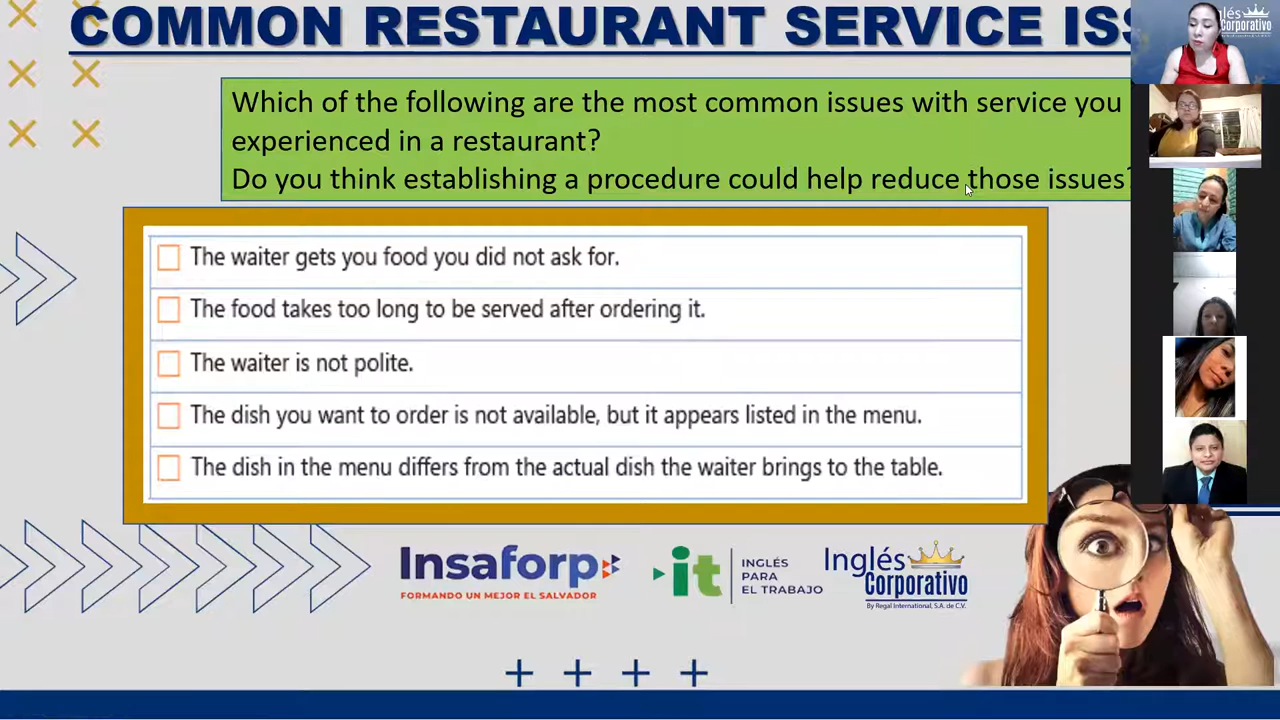 COMMON RESTAURANT SERVICE
Inglés
Corporativo
Which of the following are the most common issues with service you
experienced in a restaurant?
Do you think establishing a procedure could help reduce those issues?
The waiter gets you food you did not ask for.
The food takes too long to be served after ordering it.
The waiter is not polite.
The dish you want to order is not available, but it appears listed in the menu.
The dish in the menu differs from the actual dish the waiter brings to the table.
Insaforp
FORMANDO UN MEJOR EL SALVADOR
it
INGLÉS
PARA
EL TRABAJO
Inglés
Corporativo
By Regal International, S.A. de C.V.